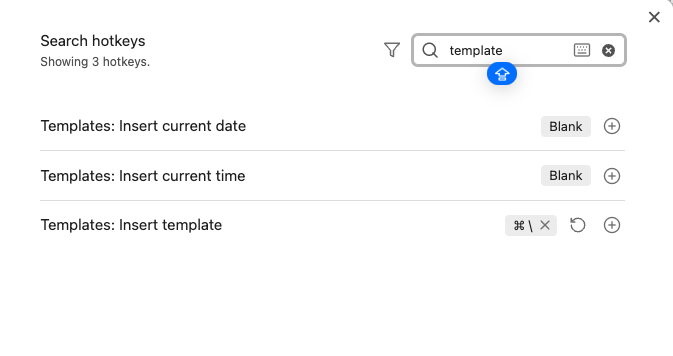 Search hotkeys
Showing 3 hotkeys.
template
Templates: Insert current date
Blank
Templates: Insert current time
Blank
Templates: Insert template
⌘ \